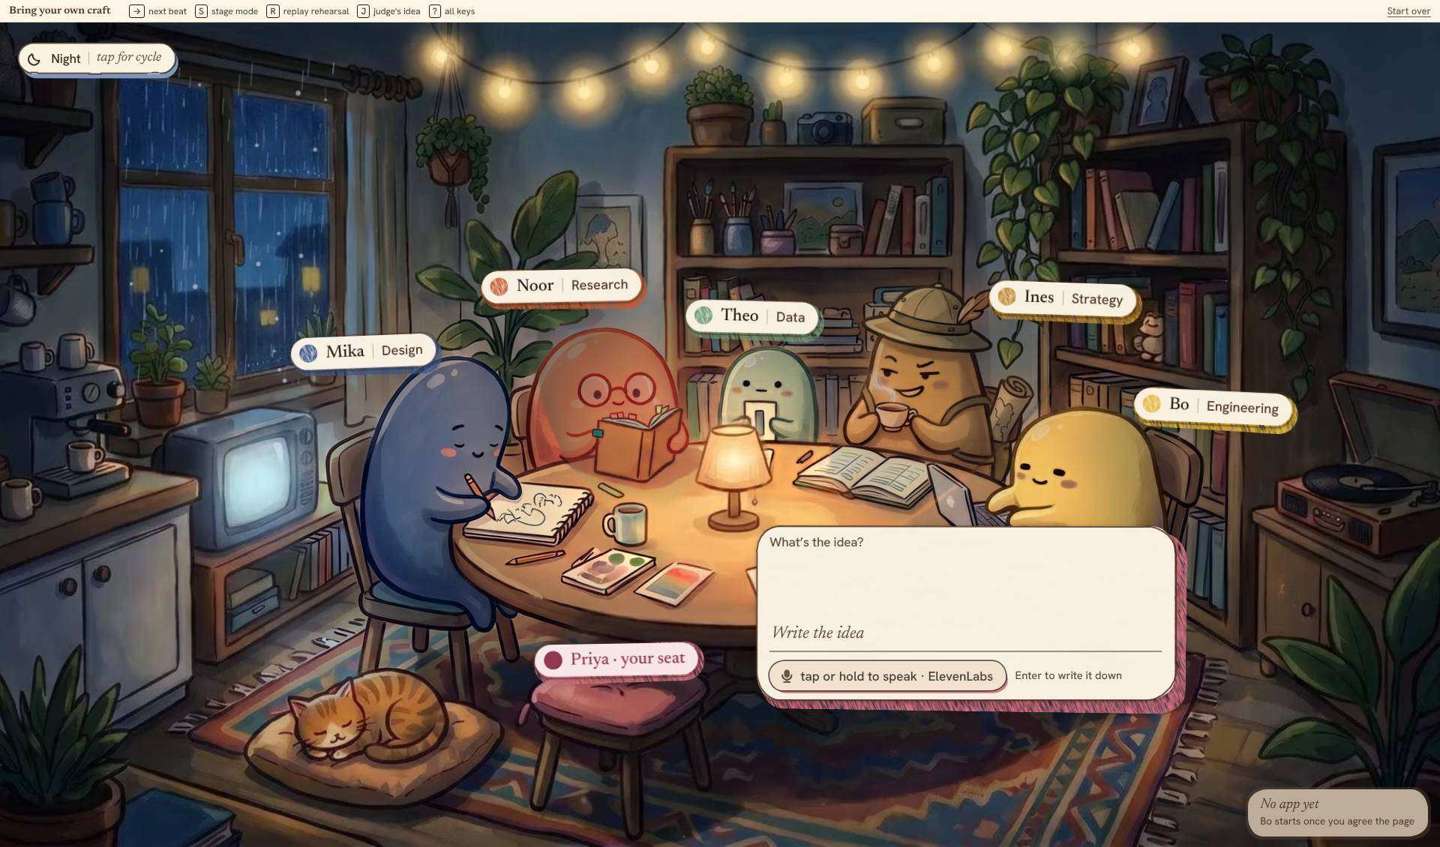 Bring your own craft → next beat S stage mode R replay rehearsal J judge's idea ? all keys Start over
Night | tap for cycle
Noor | Research
Ines | Strategy
Theo | Data
Mika | Design
Bo | Engineering
What's the idea?
Write the idea
tap or hold to speak · ElevenLabs Enter to write it down
Priya · your seat
No app yet
Bo starts once you agree the page